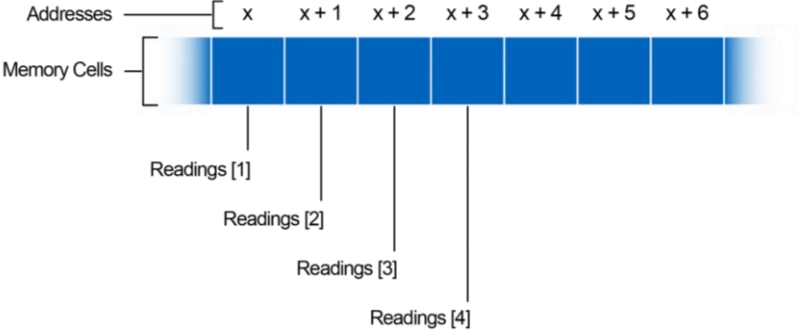 Addresses x x + 1 x + 2 x + 3 x + 4 x + 5 x + 6
Memory Cells
Readings [1]
Readings [2]
Readings [3]
Readings [4]